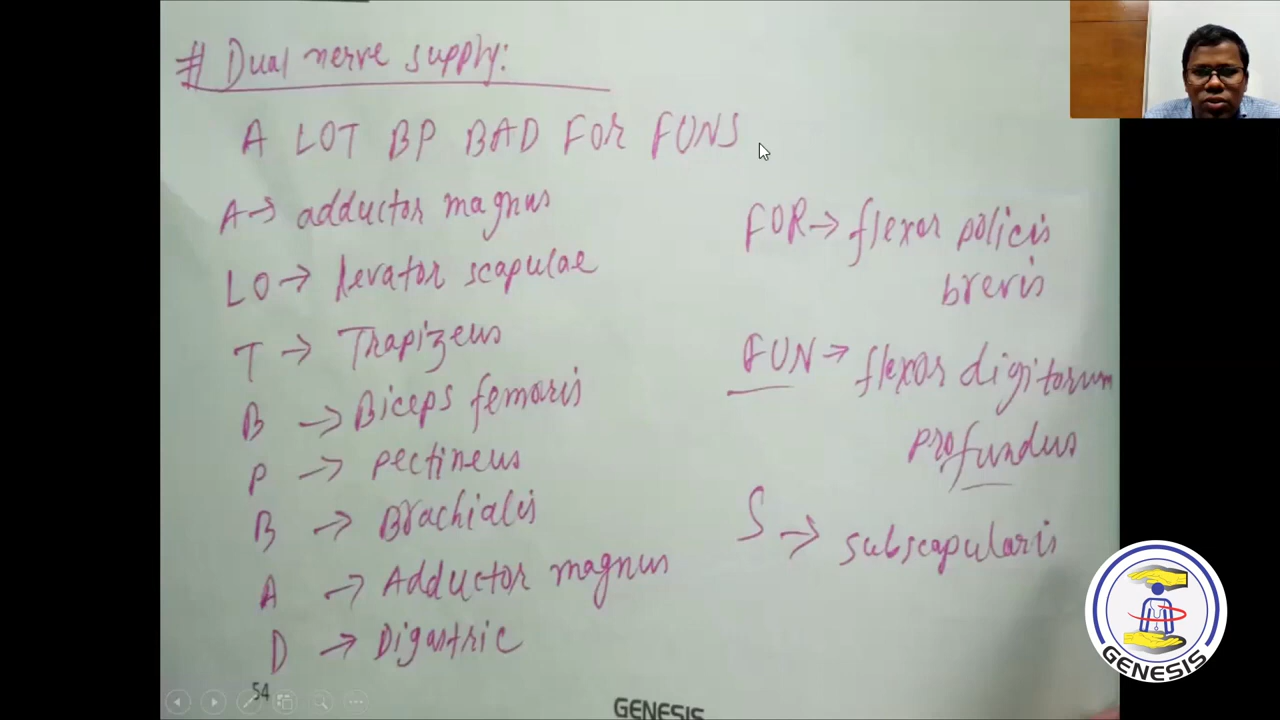 # Dual nerve supply:
A LOT BP BAD FOR FUNS
A → adductor magnus
LO → levator scapulae
T → Trapizeus
B → Biceps femoris
P → pectineus
B → Brachialis
A → Adductor magnus
D → Digastric
FOR → flexor policis
brevis
FUN → flexor digitorum
profundus
S → subscapularis
54
GENESIS
GENESIS